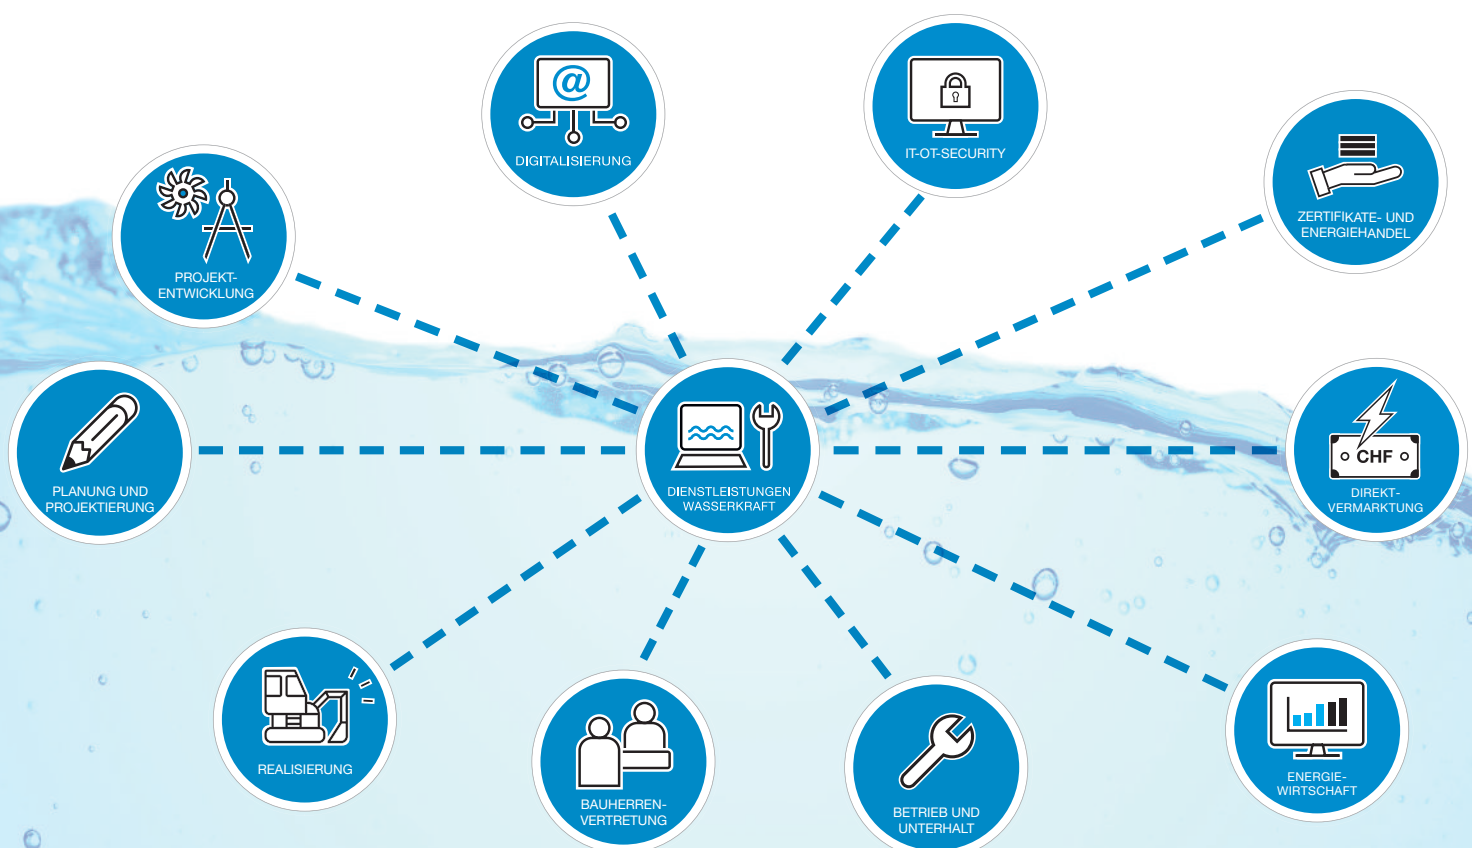 @
DIGITALISIERUNG
IT-OT-SECURITY
ZERTIFIKATE- UND
ENERGIEHANDEL
PROJEKT-
ENTWICKLUNG
PLANUNG UND
PROJEKTIERUNG
DIENSTLEISTUNGEN
WASSERKRAFT
CHF
DIREKT-
VERMARKTUNG
REALISIERUNG
BAUHERREN-
VERTRETUNG
BETRIEB UND
UNTERHALT
ENERGIE-
WIRTSCHAFT